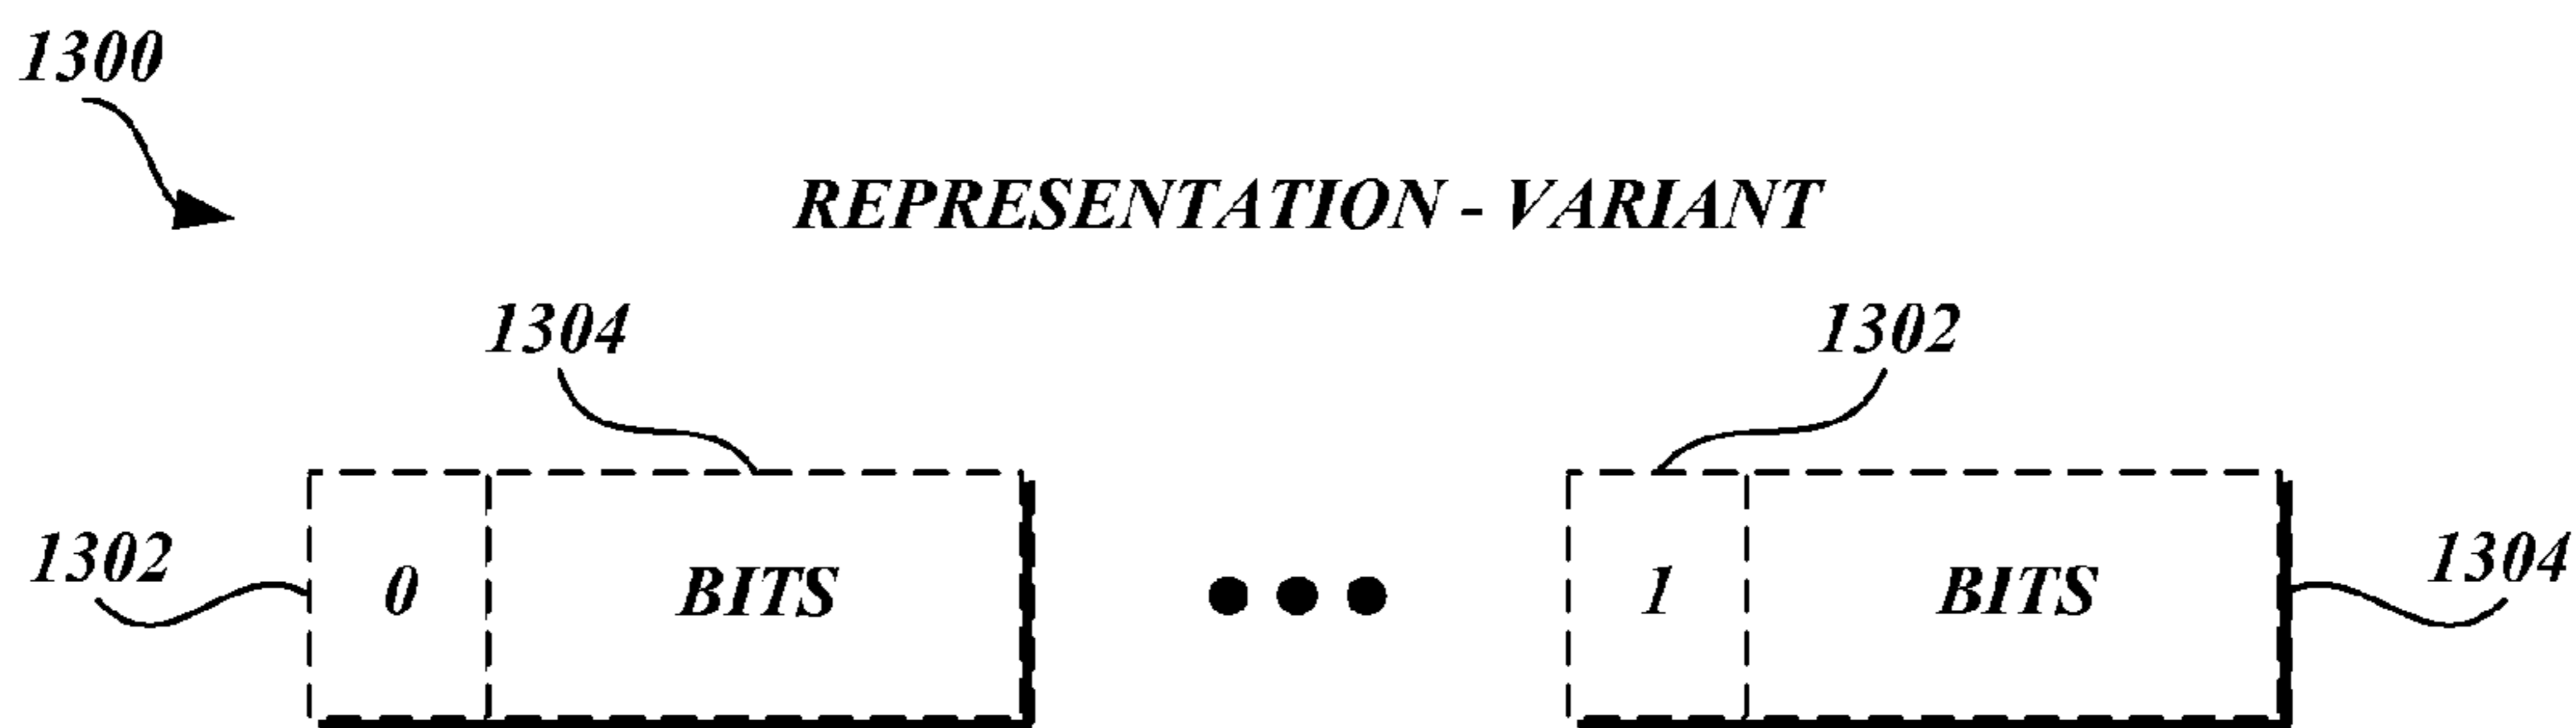 1300
REPRESENTATION - VARIANT
1304 1302
1302 0 BITS 1 BITS 1304